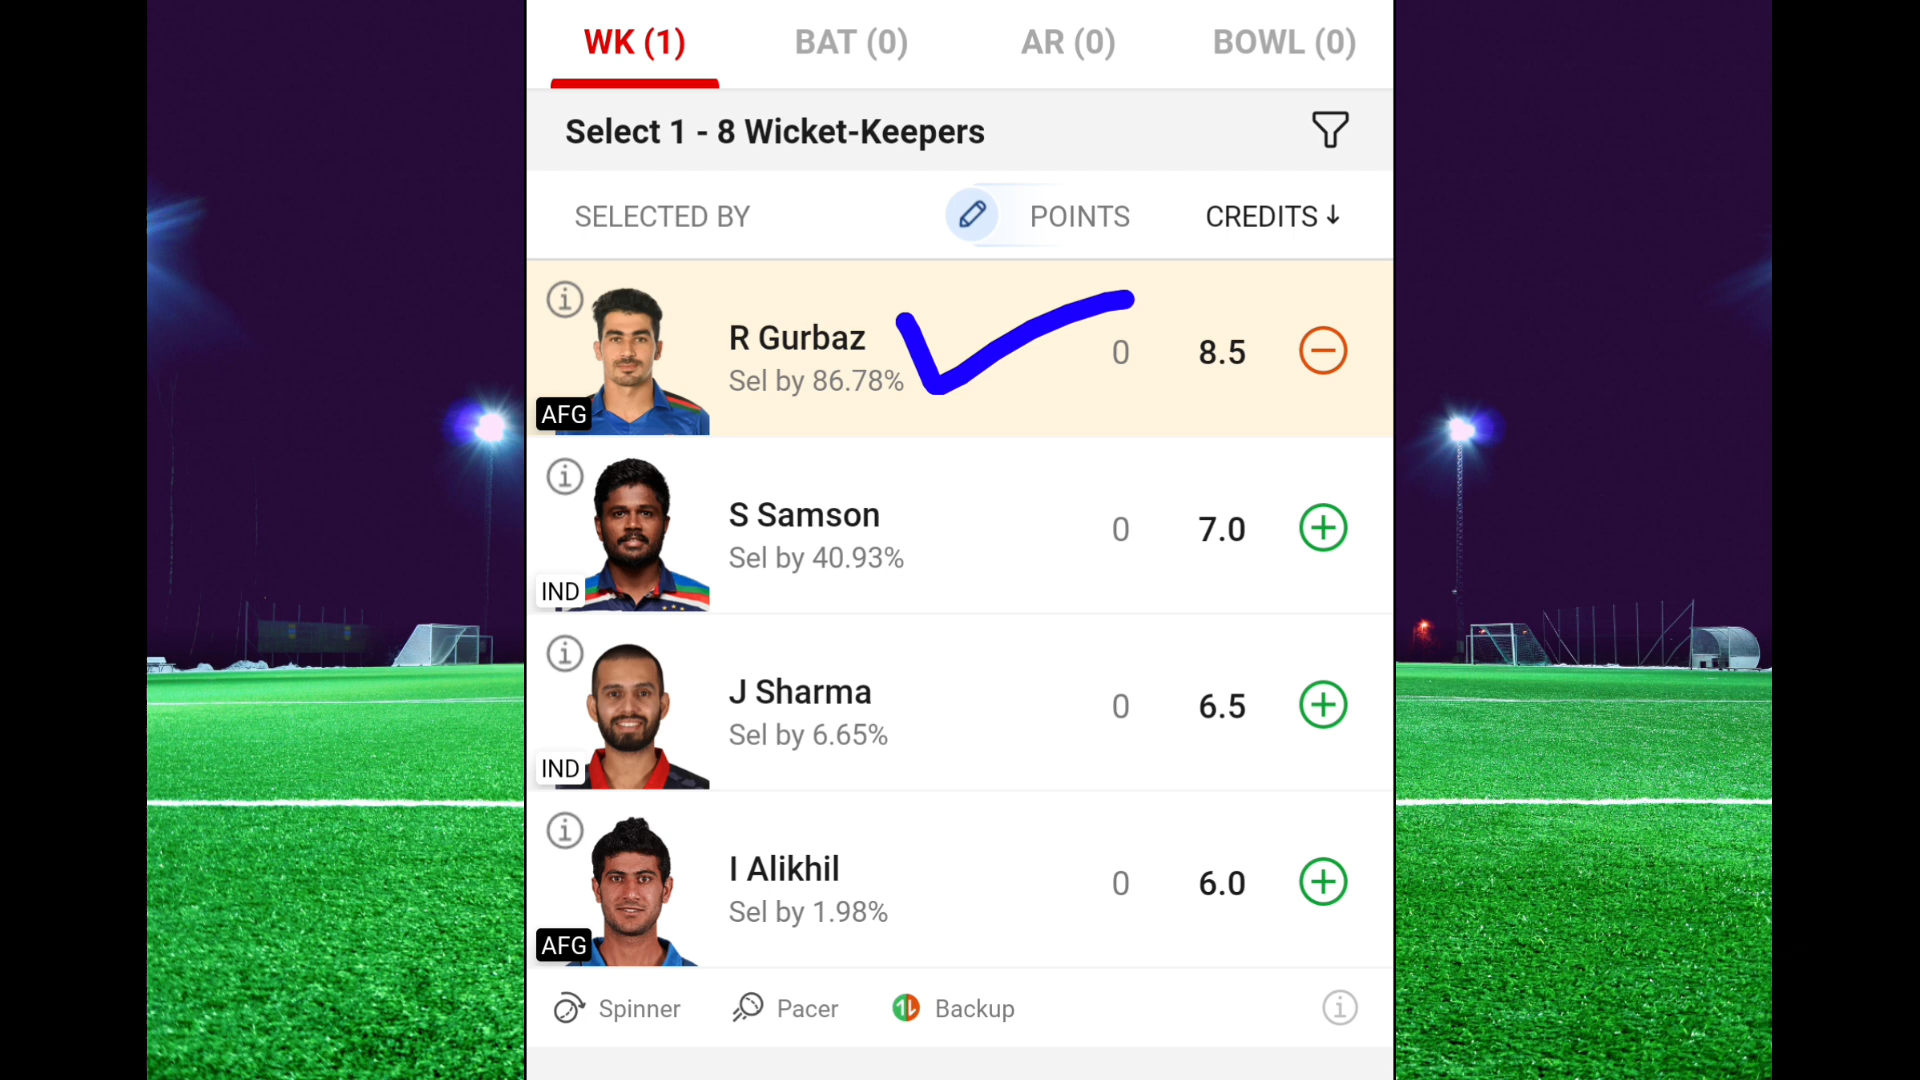 WK (1) BAT (0) AR (0) BOWL (0)
Select 1 - 8 Wicket-Keepers
SELECTED BY POINTS CREDITS ↓
R Gurbaz
Sel by 86.78%
0 8.5
AFG
S Samson
Sel by 40.93%
0 7.0
IND
J Sharma
Sel by 6.65%
0 6.5
IND
I Alikhil
Sel by 1.98%
0 6.0
AFG
Spinner Pacer Backup